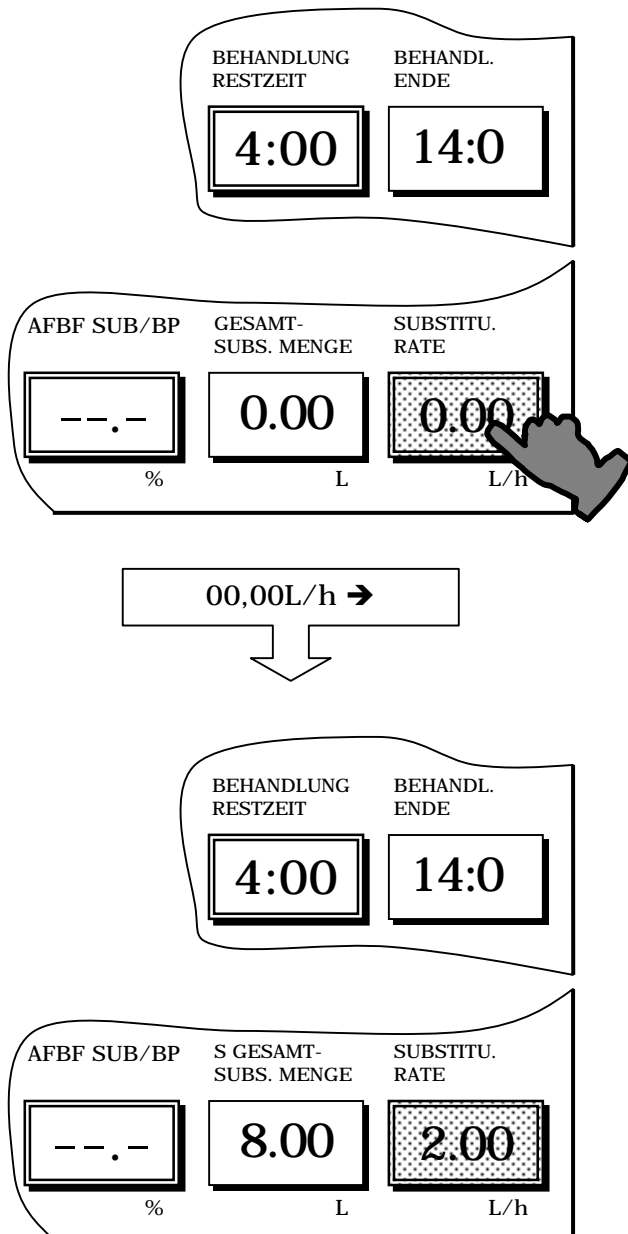 BEHANDLUNG RESTZEIT
BEHANDL. ENDE
4:00
14:0
AFBF SUB/BP
GESAMT-
SUBS. MENGE
SUBSTITU.
RATE
--.-
0.00
0.00
%
L
L/h
00,00L/h ➔
BEHANDLUNG
RESTZEIT
BEHANDL.
ENDE
4:00
14:0
AFBF SUB/BP
S GESAMT-
SUBS. MENGE
SUBSTITU.
RATE
--.-
8.00
2.00
%
L
L/h